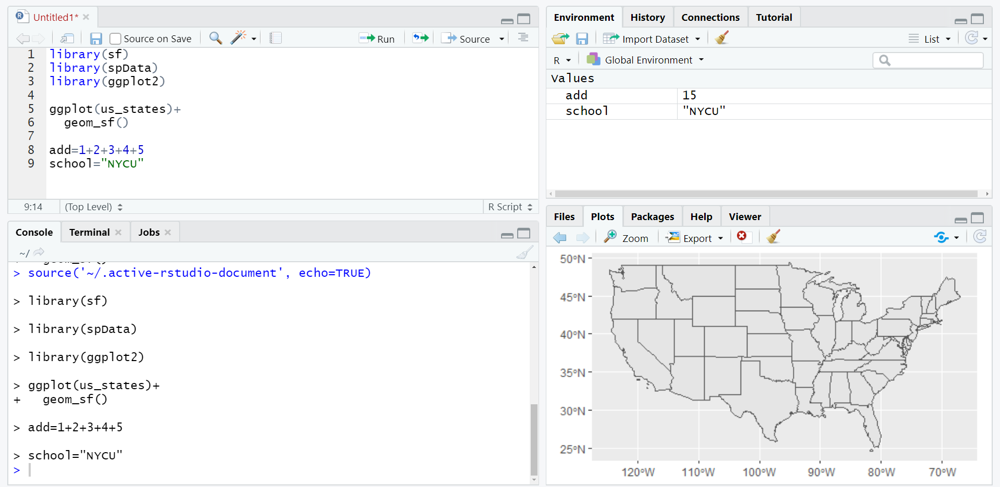 Untitled1*
Source on Save
Run
Source
1 library(sf)
2 library(spData)
3 library(ggplot2)
4
5 ggplot(us_states)+
6   geom_sf()
7
8 add=1+2+3+4+5
9 school="NYCU"
9:14 (Top Level) R Script
Console Terminal Jobs
~/
  geom_sf()
> source('~/.active-rstudio-document', echo=TRUE)
> library(sf)
> library(spData)
> library(ggplot2)
> ggplot(us_states)+
+   geom_sf()
> add=1+2+3+4+5
> school="NYCU"
>
Environment History Connections Tutorial
Import Dataset List
R Global Environment
Values
add 15
school "NYCU"
Files Plots Packages Help Viewer
Zoom Export
50°N
45°N
40°N
35°N
30°N
25°N
120°W 110°W 100°W 90°W 80°W 70°W